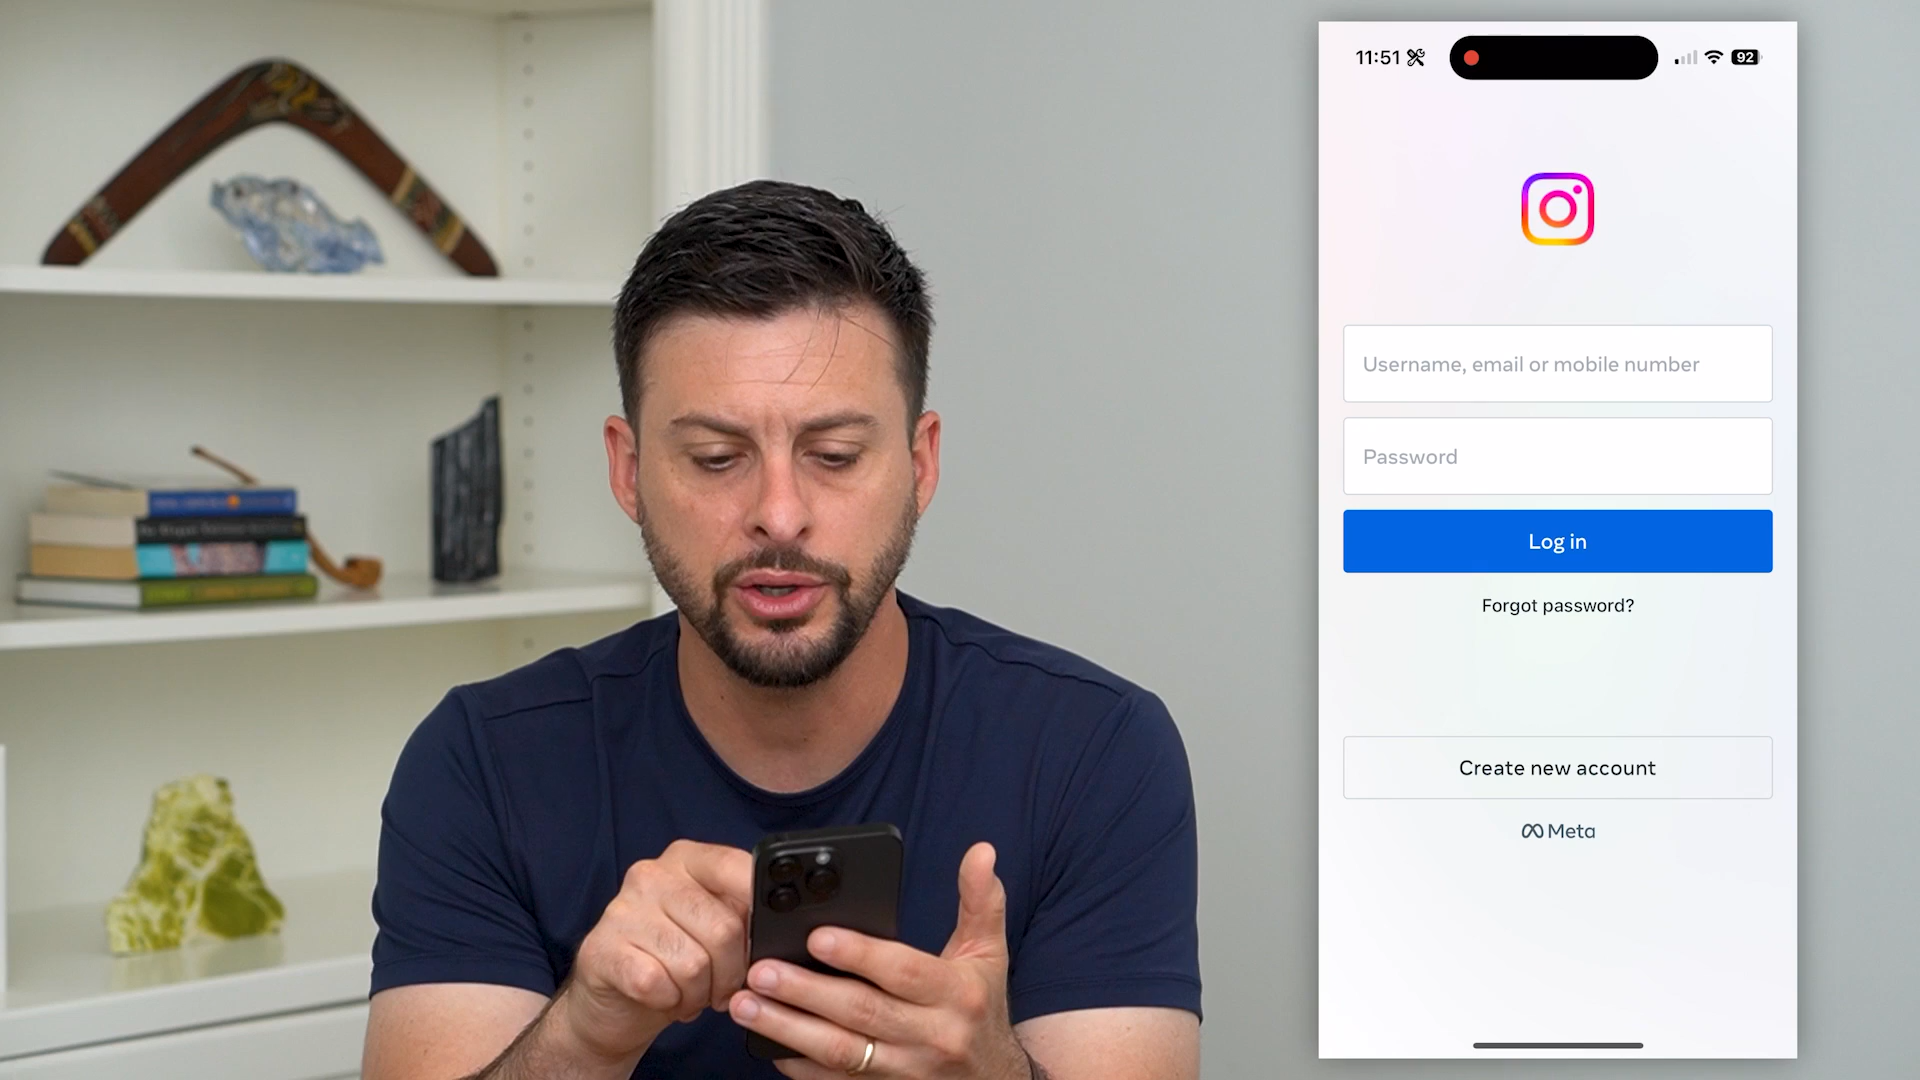 11:51
92
Username, email or mobile number
Password
Log in
Forgot password?
Create new account
Meta